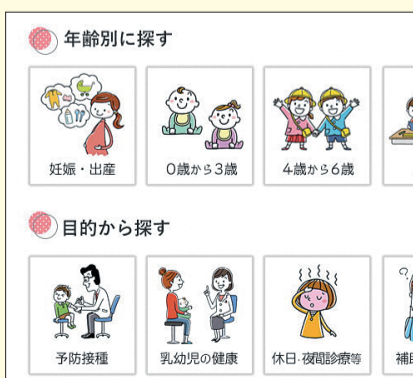 年齢別に探す
妊娠・出産
0歳から3歳
4歳から6歳
目的から探す
予防接種
乳幼児の健康
休日・夜間診療等
補